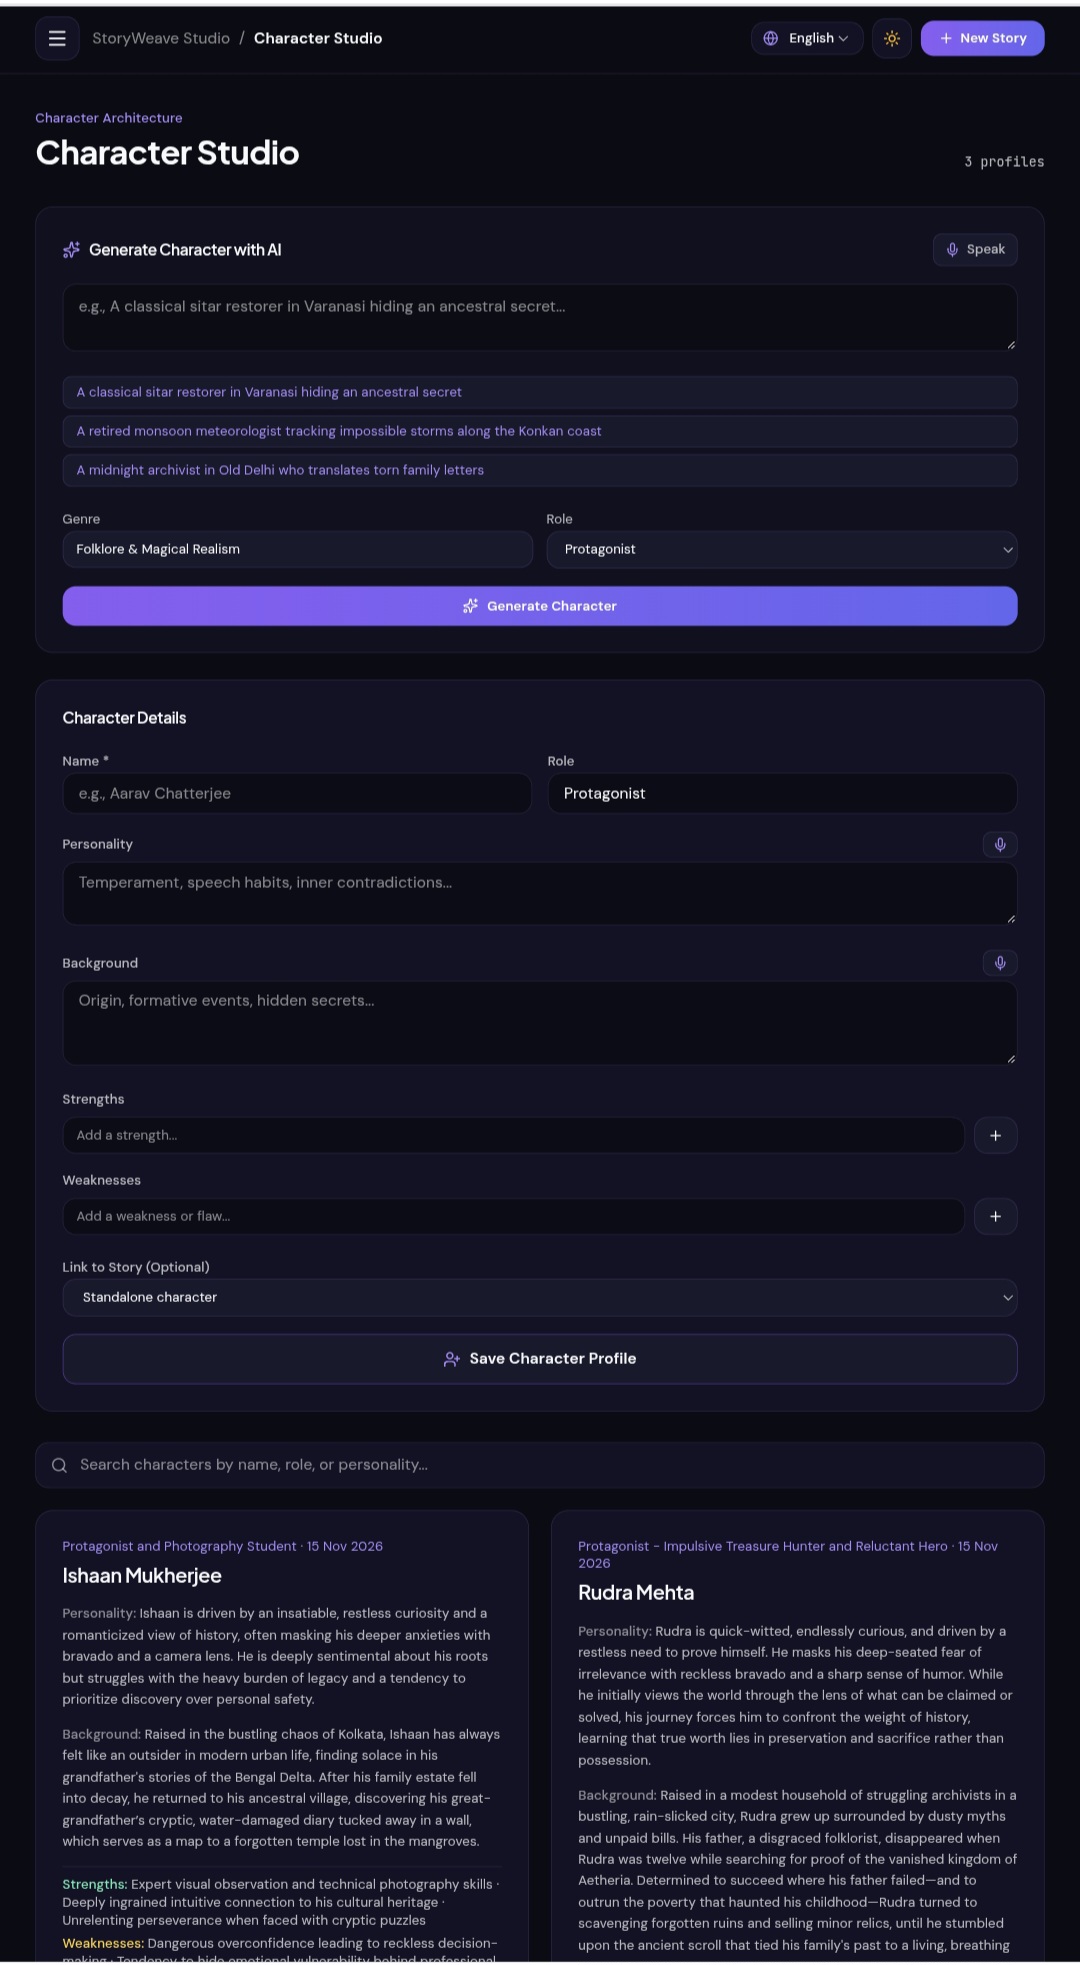 StoryWeave Studio / Character Studio
English
+ New Story
Character Architecture
Character Studio
3 profiles
Generate Character with AI
Speak
e.g., A classical sitar restorer in Varanasi hiding an ancestral secret...
A classical sitar restorer in Varanasi hiding an ancestral secret
A retired monsoon meteorologist tracking impossible storms along the Konkan coast
A midnight archivist in Old Delhi who translates torn family letters
Genre
Role
Folklore & Magical Realism
Protagonist
Generate Character
Character Details
Name *
Role
e.g., Aarav Chatterjee
Protagonist
Personality
Temperament, speech habits, inner contradictions...
Background
Origin, formative events, hidden secrets...
Strengths
Add a strength...
+
Weaknesses
Add a weakness or flaw...
+
Link to Story (Optional)
Standalone character
Save Character Profile
Search characters by name, role, or personality...
Protagonist and Photography Student · 15 Nov 2026
Ishaan Mukherjee
Personality: Ishaan is driven by an insatiable, restless curiosity and a
romanticized view of history, often masking his deeper anxieties with
bravado and a camera lens. He is deeply sentimental about his roots
but struggles with the heavy burden of legacy and a tendency to
prioritize discovery over personal safety.
Background: Raised in the bustling chaos of Kolkata, Ishaan has always
felt like an outsider in modern urban life, finding solace in his
grandfather's stories of the Bengal Delta. After his family estate fell
into decay, he returned to his ancestral village, discovering his great-
grandfather's cryptic, water-damaged diary tucked away in a wall,
which serves as a map to a forgotten temple lost in the mangroves.
Strengths: Expert visual observation and technical photography skills ·
Deeply ingrained intuitive connection to his cultural heritage ·
Unrelenting perseverance when faced with cryptic puzzles
Weaknesses: Dangerous overconfidence leading to reckless decision-
making · Tendency to hide emotional vulnerability behind professional
Protagonist - Impulsive Treasure Hunter and Reluctant Hero · 15 Nov
2026
Rudra Mehta
Personality: Rudra is quick-witted, endlessly curious, and driven by a
restless need to prove himself. He masks his deep-seated fear of
irrelevance with reckless bravado and a sharp sense of humor. While
he initially views the world through the lens of what can be claimed or
solved, his journey forces him to confront the weight of history,
learning that true worth lies in preservation and sacrifice rather than
possession.
Background: Raised in a modest household of struggling archivists in a
bustling, rain-slicked city, Rudra grew up surrounded by dusty myths
and unpaid bills. His father, a disgraced folklorist, disappeared when
Rudra was twelve while searching for proof of the vanished kingdom of
Aetheria. Determined to succeed where his father failed—and to
outrun the poverty that haunted his childhood—Rudra turned to
scavenging forgotten ruins and selling minor relics, until he stumbled
upon the ancient scroll that tied his family's past to a living, breathing